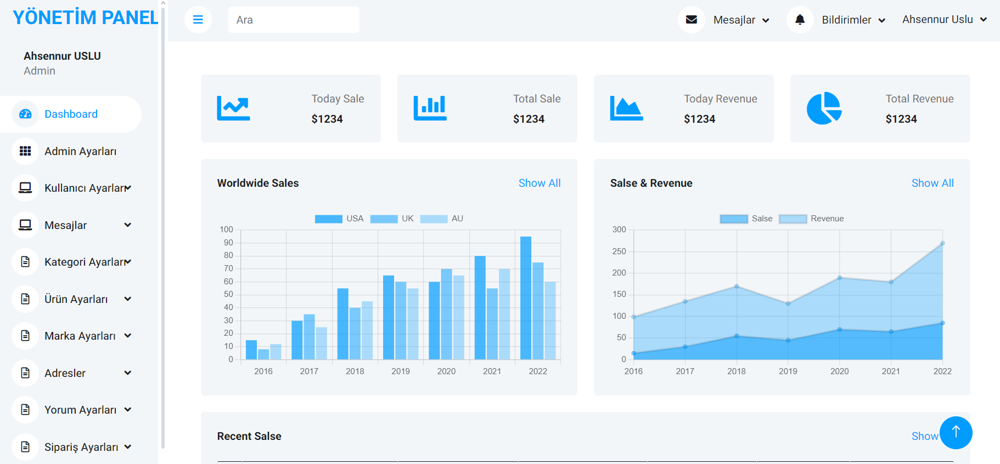 YÖNETİM PANEL
Ahsennur USLU
Admin
Dashboard
Admin Ayarları
Kullanıcı Ayarları
Mesajlar
Kategori Ayarları
Ürün Ayarları
Marka Ayarları
Adresler
Yorum Ayarları
Sipariş Ayarları
Ara
Mesajlar
Bildirimler
Ahsennur Uslu
Today Sale
$1234
Total Sale
$1234
Today Revenue
$1234
Total Revenue
$1234
Worldwide Sales
Show All
USA UK AU
100
90
80
70
60
50
40
30
20
10
0
2016 2017 2018 2019 2020 2021 2022
Salse & Revenue
Show All
Salse Revenue
300
250
200
150
100
50
0
2016 2017 2018 2019 2020 2021 2022
Recent Salse
Show